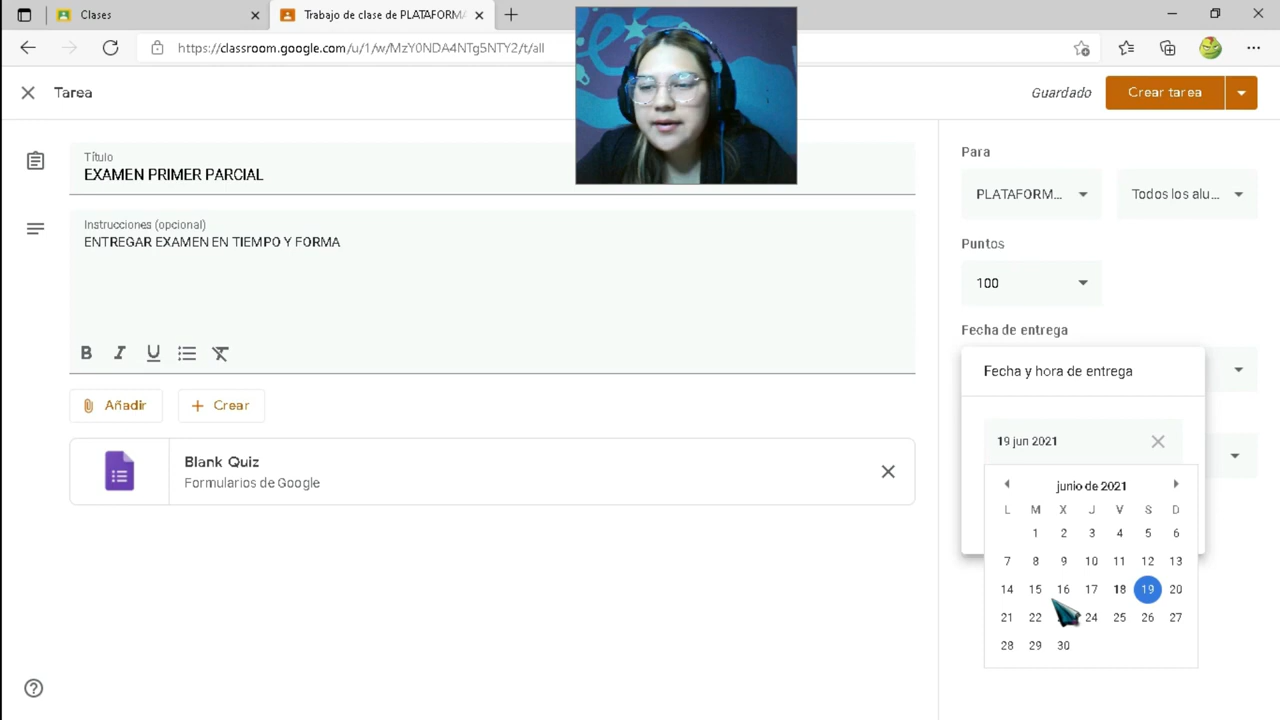 Clases
Trabajo de clase de PLATAFORMA
https://classroom.google.com/u/1/w/MzY0NDA4NTg5NTY2/t/all
Tarea
Guardado
Crear tarea
Título
EXAMEN PRIMER PARCIAL
Instrucciones (opcional)
ENTREGAR EXAMEN EN TIEMPO Y FORMA
B I U
Añadir
Crear
Blank Quiz
Formularios de Google
Para
PLATAFORM...
Todos los alu...
Puntos
100
Fecha de entrega
Fecha y hora de entrega
19 jun 2021
junio de 2021
L M X J V S D
1 2 3 4 5 6
7 8 9 10 11 12 13
14 15 16 17 18 19 20
21 22 24 25 26 27
28 29 30